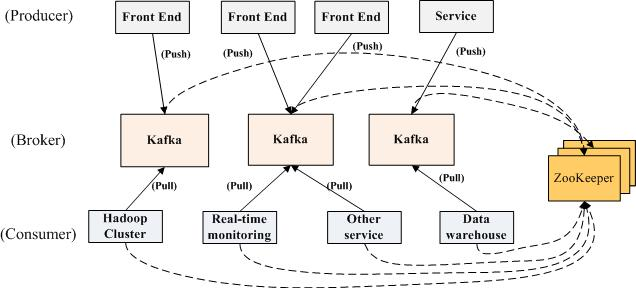 (Producer)
Front End
Front End
Front End
Service
(Push)
(Push)
(Push)
(Push)
(Broker)
Kafka
Kafka
Kafka
ZooKeeper
(Pull)
(Pull)
(Pull)
(Pull)
(Consumer)
Hadoop
Cluster
Real-time
monitoring
Other
service
Data
warehouse